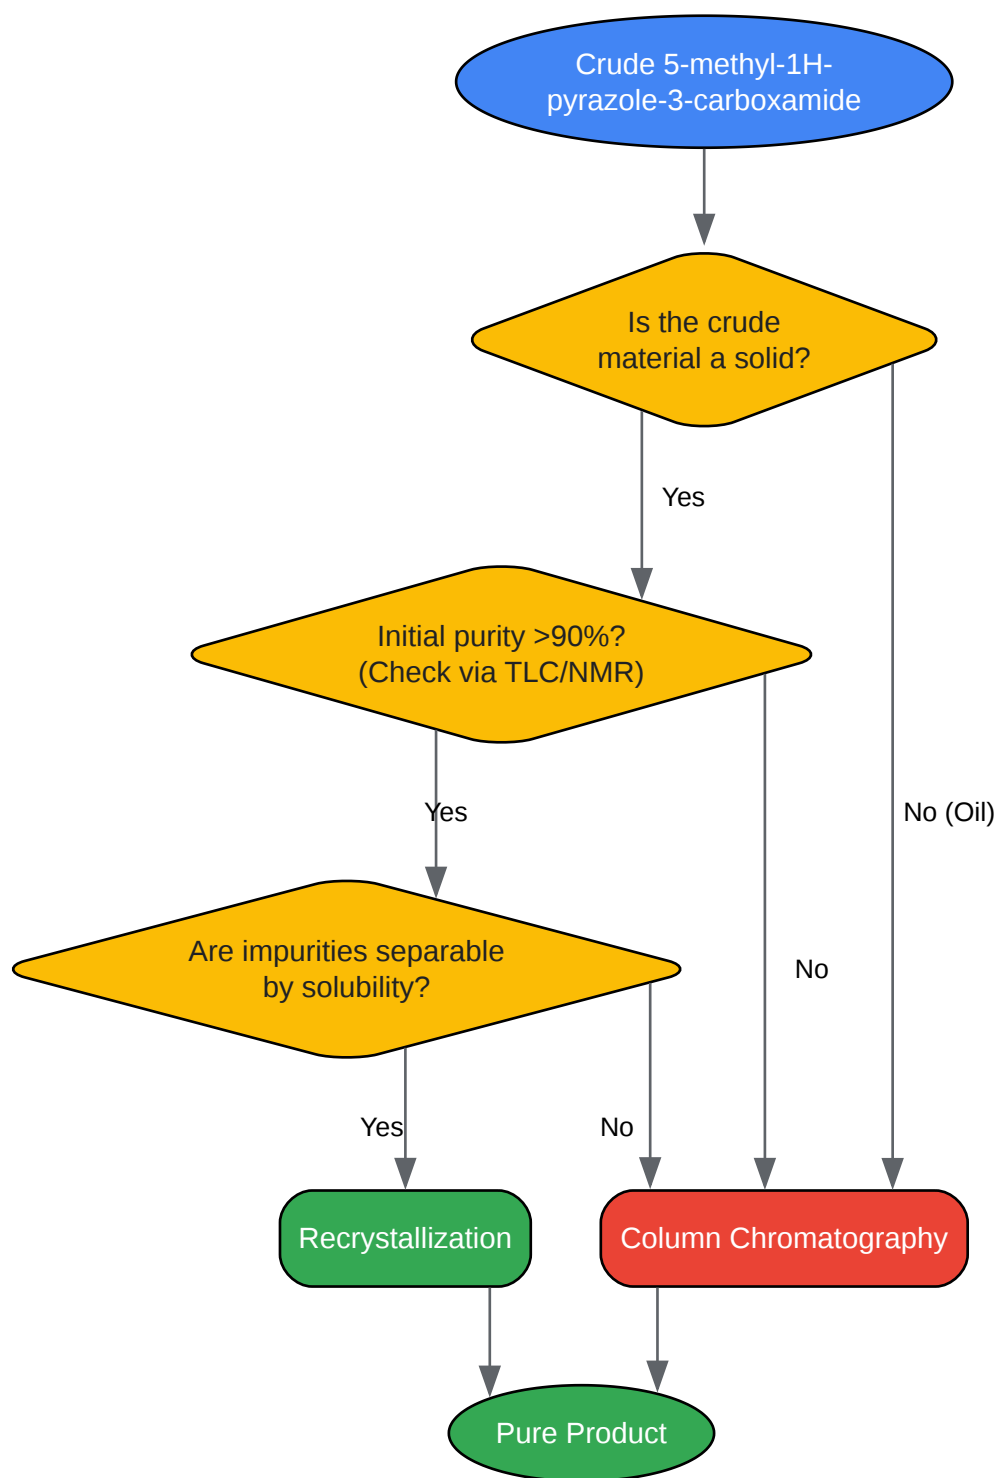 Crude 5-methyl-1H-
pyrazole-3-carboxamide
Is the crude
material a solid?
Yes
Initial purity >90%?
(Check via TLC/NMR)
Yes
No (Oil)
Are impurities separable
by solubility?
No
Yes
No
Recrystallization
Column Chromatography
Pure Product